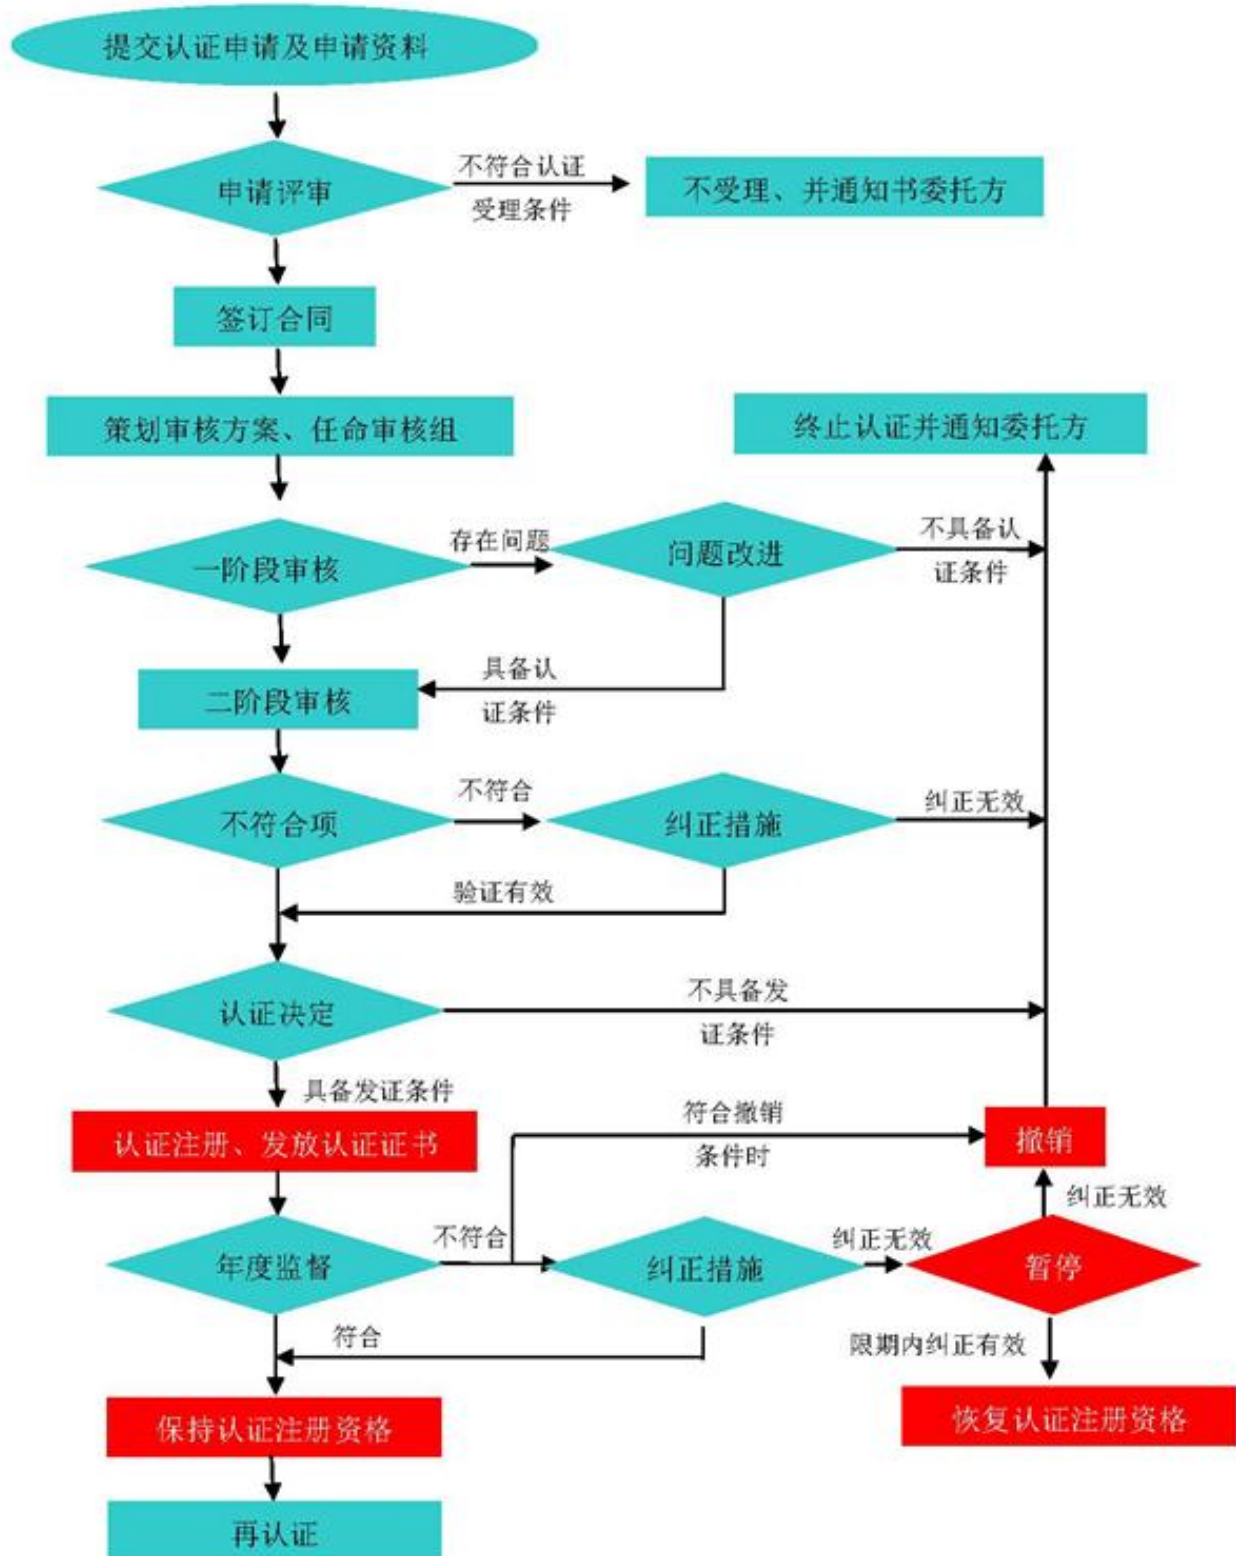 提交认证申请及申请资料
申请评审
不符合认证
受理条件
不受理、并通知书委托方
签订合同
策划审核方案、任命审核组
终止认证并通知委托方
一阶段审核
存在问题
问题改进
不具备认
证条件
二阶段审核
具备认
证条件
不符合项
不符合
纠正措施
纠正无效
验证有效
认证决定
不具备发
证条件
具备发证条件
认证注册、发放认证证书
符合撤销
条件时
撤销
纠正无效
年度监督
不符合
纠正措施
纠正无效
暂停
符合
限期内纠正有效
保持认证注册资格
恢复认证注册资格
再认证